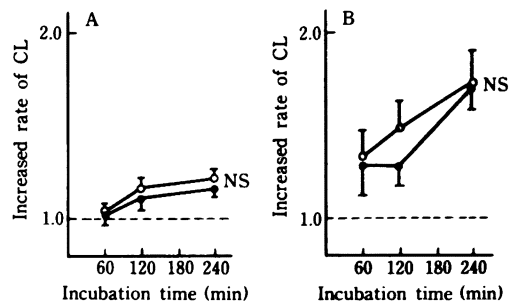 A
Increased rate of CL
2.0
1.0
NS
60 120 180 240
Incubation time (min)
B
Increased rate of CL
2.0
1.0
NS
60 120 180 240
Incubation time (min)